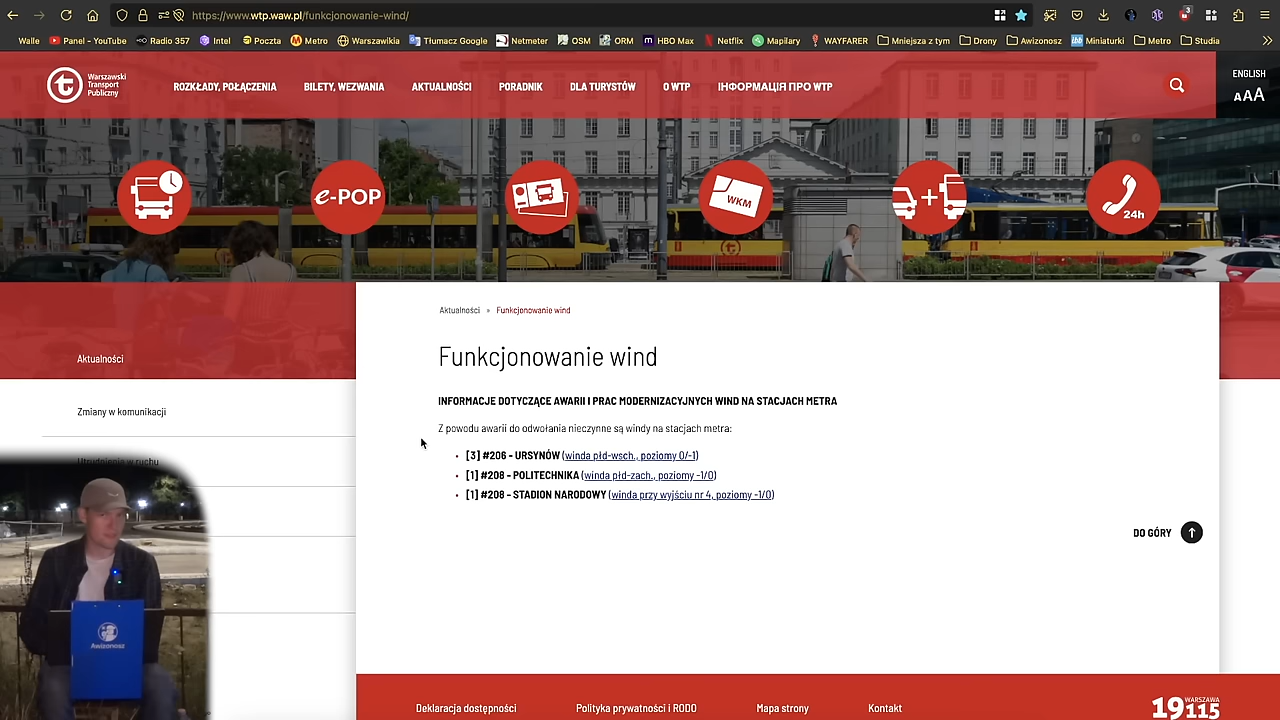 https://www.wtp.waw.pl/funkcjonowanie-wind/
3
Walle Panel - YouTube Radio 357 Intel Poczta Metro Warszawikia Tłumacz Google Netmeter OSM ORM HBO Max Netflix Mapilary WAYFARER Mniejsza z tym Drony Awizonosz Miniaturki Metro Studia
Warszawski
Transport
Publiczny
ROZKŁADY, POŁĄCZENIA BILETY, WEZWANIA AKTUALNOŚCI PORADNIK DLA TURYSTÓW O WTP ІНФОРМАЦІЯ ПРО WTP
ENGLISH
AAA
e-POP
WKM
24h
Aktualności » Funkcjonowanie wind
Funkcjonowanie wind
Aktualności
INFORMACJE DOTYCZĄCE AWARII I PRAC MODERNIZACYJNYCH WIND NA STACJACH METRA
Zmiany w komunikacji
Z powodu awarii do odwołania nieczynne są windy na stacjach metra:
[3] #206 - URSYNÓW (winda płd-wsch., poziomy 0/-1)
Utrudnienia w ruchu
[1] #208 - POLITECHNIKA (winda płd-zach., poziomy -1/0)
[1] #208 - STADION NARODOWY (winda przy wyjściu nr 4, poziomy -1/0)
DO GÓRY
Awizonosz
Deklaracja dostępności Polityka prywatności i RODO Mapa strony Kontakt
WARSZAWA
19115